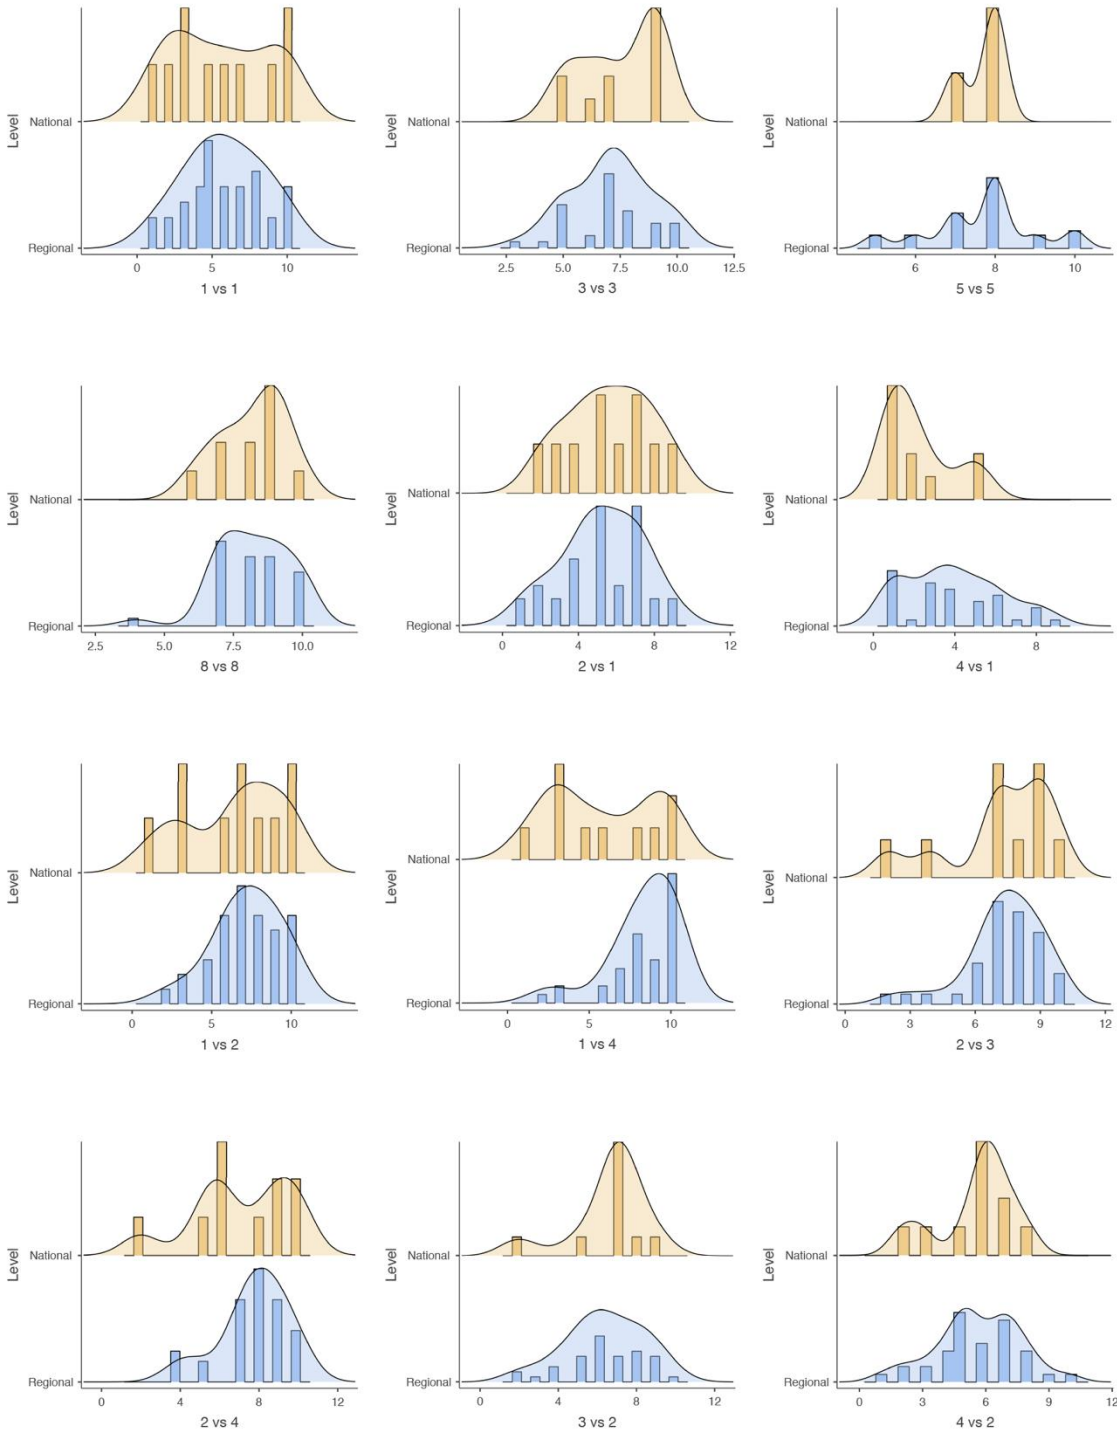 Level
National
Regional
0 5 10
1 vs 1
Level
National
Regional
2.5 5.0 7.5 10.0 12.5
3 vs 3
Level
National
Regional
6 8 10
5 vs 5
Level
National
Regional
2.5 5.0 7.5 10.0
8 vs 8
Level
National
Regional
0 4 8 12
2 vs 1
Level
National
Regional
0 4 8
4 vs 1
Level
National
Regional
0 5 10
1 vs 2
Level
National
Regional
0 5 10
1 vs 4
Level
National
Regional
0 3 6 9 12
2 vs 3
Level
National
Regional
0 4 8 12
2 vs 4
Level
National
Regional
0 4 8 12
3 vs 2
Level
National
Regional
0 3 6 9 12
4 vs 2